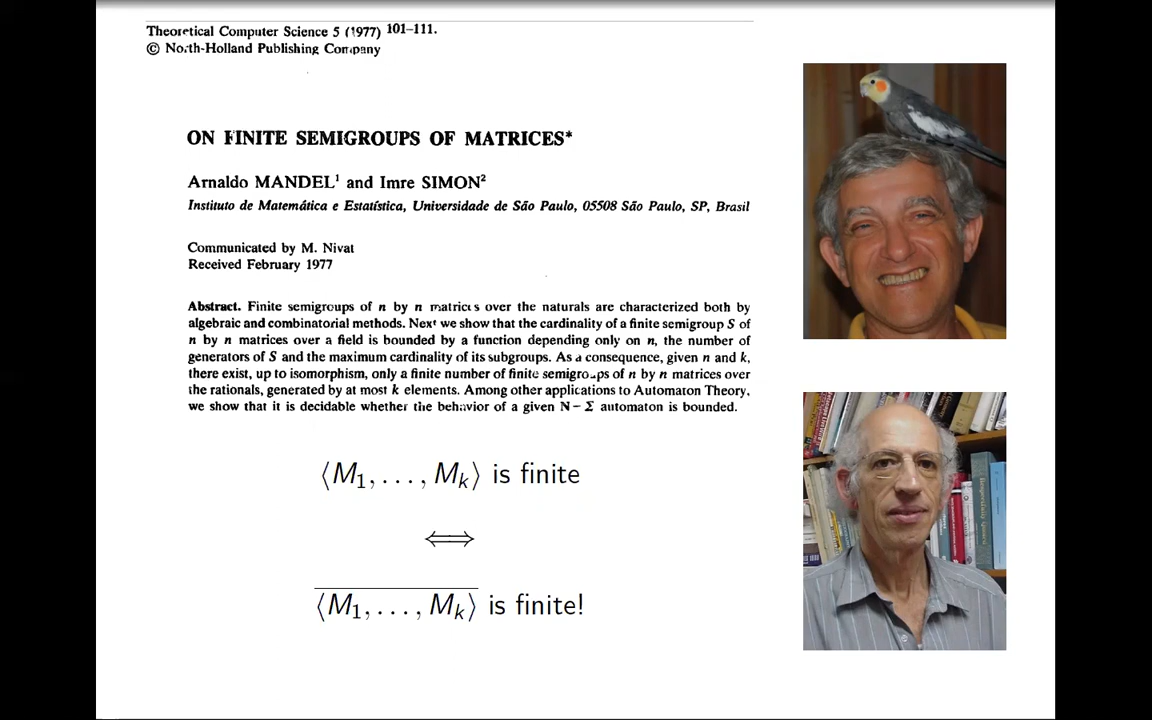 Theoretical Computer Science 5 (1977) 101–111.
© North-Holland Publishing Company
ON FINITE SEMIGROUPS OF MATRICES*
Arnaldo MANDEL¹ and Imre SIMON²
Instituto de Matemática e Estatística, Universidade de São Paulo, 05508 São Paulo, SP, Brasil
Communicated by M. Nivat
Received February 1977
Abstract. Finite semigroups of n by n matrices over the naturals are characterized both by
algebraic and combinatorial methods. Next we show that the cardinality of a finite semigroup S of
n by n matrices over a field is bounded by a function depending only on n, the number of
generators of S and the maximum cardinality of its subgroups. As a consequence, given n and k,
there exist, up to isomorphism, only a finite number of finite semigroups of n by n matrices over
the rationals, generated by at most k elements. Among other applications to Automaton Theory,
we show that it is decidable whether the behavior of a given N − Σ automaton is bounded.
⟨M₁, . . . , Mₖ⟩ is finite
⟺
⟨M₁, . . . , Mₖ⟩ is finite!